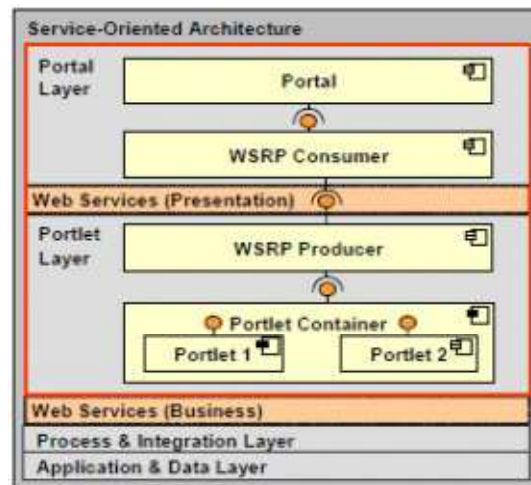 Service-Oriented Architecture
Portal
Layer
Portal
WSRP Consumer
Web Services (Presentation)
Portlet
Layer
WSRP Producer
Portlet Container
Portlet 1
Portlet 2
Web Services (Business)
Process & Integration Layer
Application & Data Layer